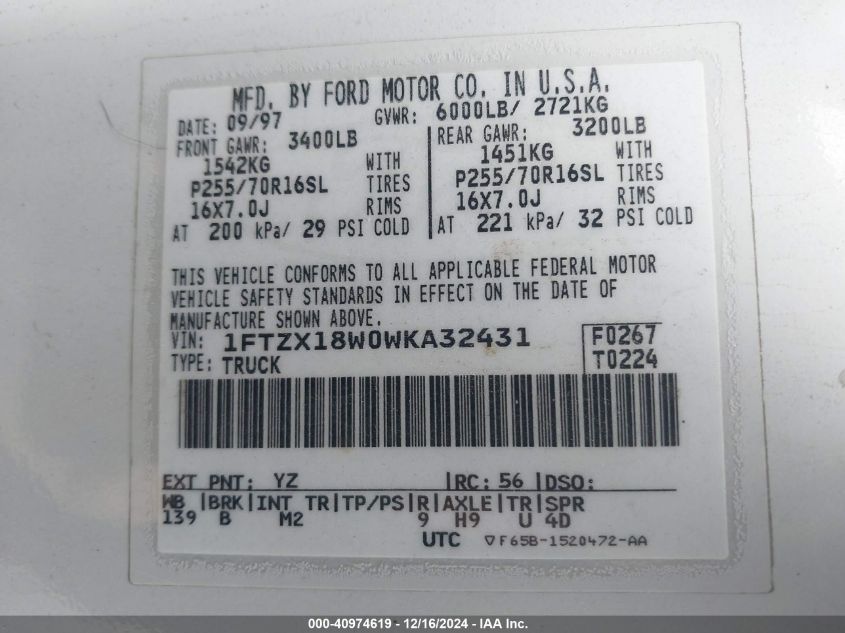 MFD. BY FORD MOTOR CO. IN U.S.A.
DATE: 09/97 GVWR: 6000LB/ 2721KG
FRONT GAWR: 3400LB REAR GAWR: 3200LB
1542KG WITH 1451KG WITH
P255/70R16SL TIRES P255/70R16SL TIRES
16X7.0J RIMS 16X7.0J RIMS
AT 200 kPa/ 29 PSI COLD AT 221 kPa/ 32 PSI COLD
THIS VEHICLE CONFORMS TO ALL APPLICABLE FEDERAL MOTOR
VEHICLE SAFETY STANDARDS IN EFFECT ON THE DATE OF
MANUFACTURE SHOWN ABOVE.
VIN: 1FTZX18W0WKA32431 F0267
TYPE: TRUCK T0224
EXT PNT: YZ |RC: 56 |DSO:
WB |BRK|INT TR|TP/PS|R|AXLE|TR|SPR
139 B M2 9 H9 U 4D
UTC ▽F65B-1520472-AA
000-40974619 - 12/16/2024 - IAA Inc.